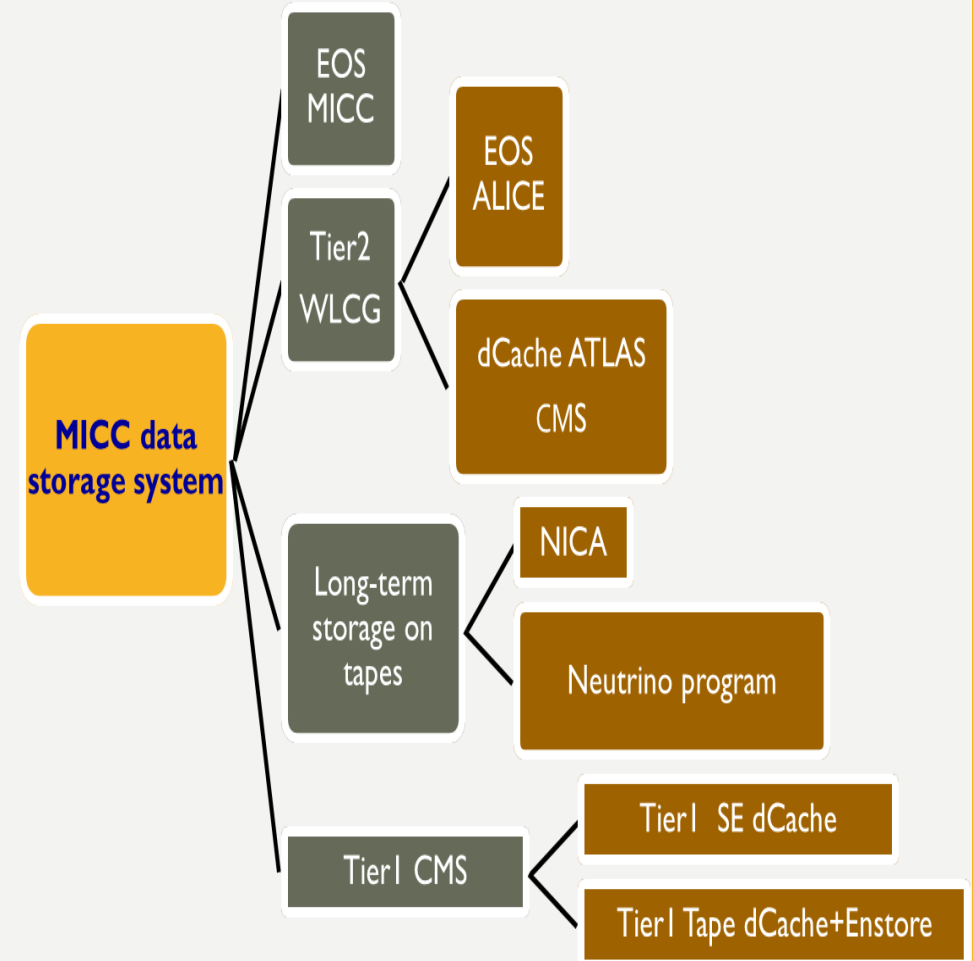 EOS
MICC
EOS
ALICE
Tier2
WLCG
dCache ATLAS
CMS
MICC data
storage system
NICA
Long-term
storage on
tapes
Neutrino program
Tier1 SE dCache
Tier1 CMS
Tier1 Tape dCache+Enstore